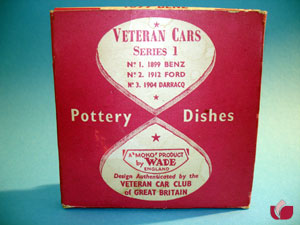 VETERAN CARS
SERIES 1
Nº 1. 1899 BENZ
Nº 2. 1912 FORD
Nº 3. 1904 DARRACQ
Pottery Dishes
A "MOKO" PRODUCT
by WADE
ENGLAND
Design Authenticated by the
VETERAN CAR CLUB
of GREAT BRITAIN